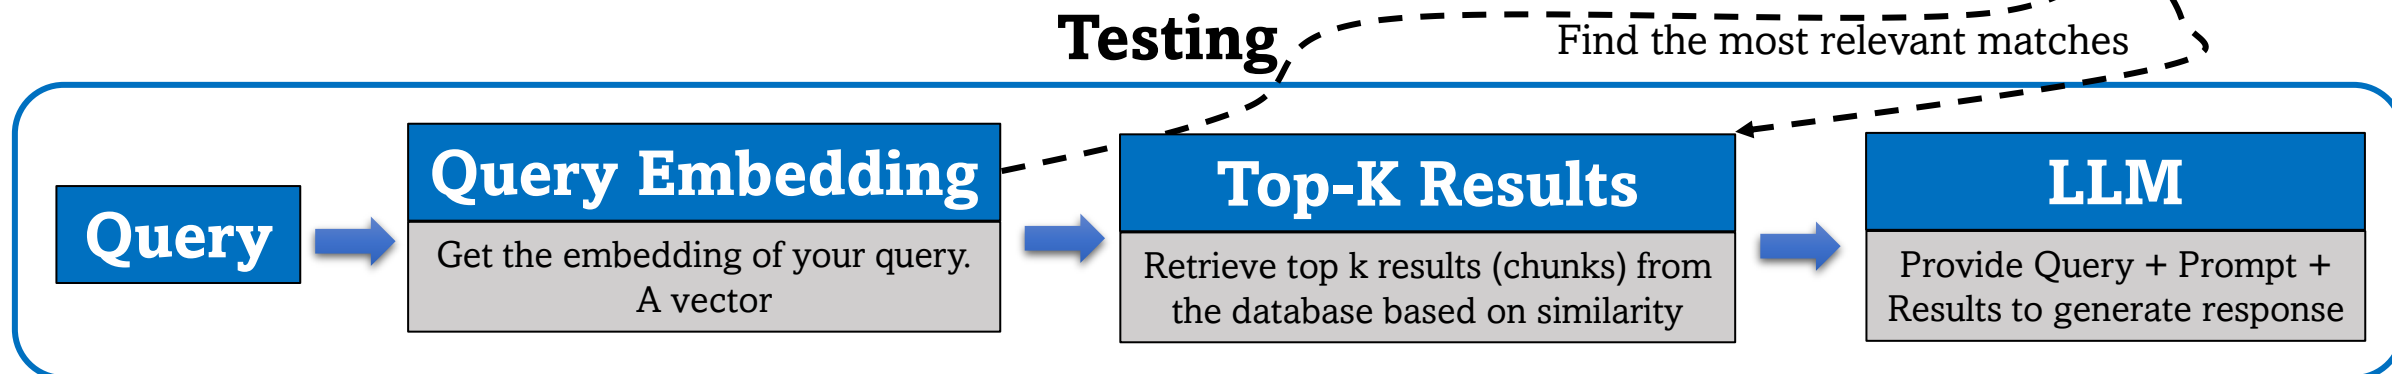 Testing
Find the most relevant matches
Query
Query Embedding
Get the embedding of your query.
A vector
Top-K Results
Retrieve top k results (chunks) from
the database based on similarity
LLM
Provide Query + Prompt +
Results to generate response